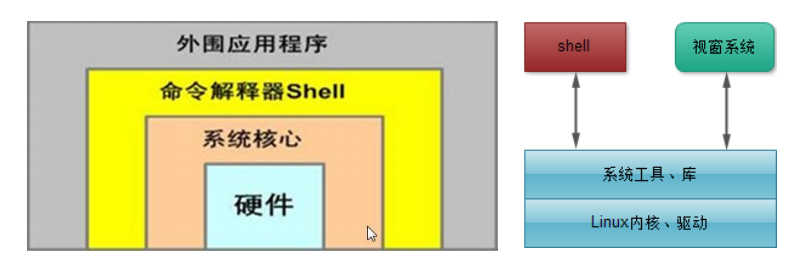 外围应用程序
命令解释器Shell
系统核心
硬件
shell
视窗系统
系统工具、库
Linux内核、驱动